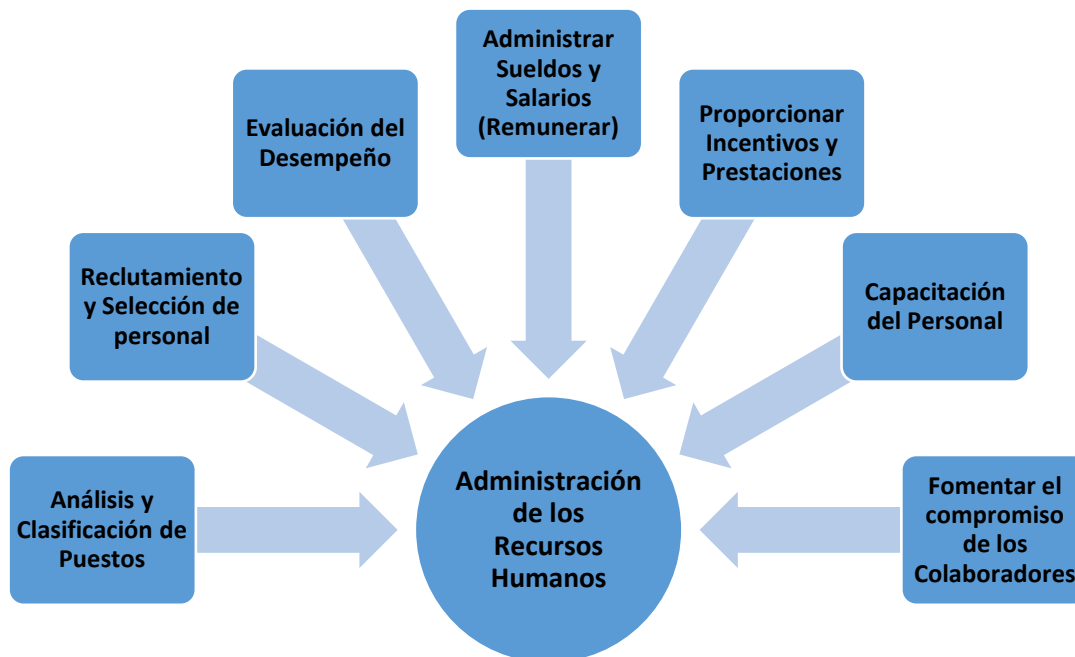 Administrar
Sueldos y
Salarios
(Remunerar)
Evaluación del
Desempeño
Proporcionar
Incentivos y
Prestaciones
Reclutamiento
y Selección de
personal
Capacitación
del Personal
Análisis y
Clasificación de
Puestos
Administración
de los
Recursos
Humanos
Fomentar el
compromiso
de los
Colaboradores